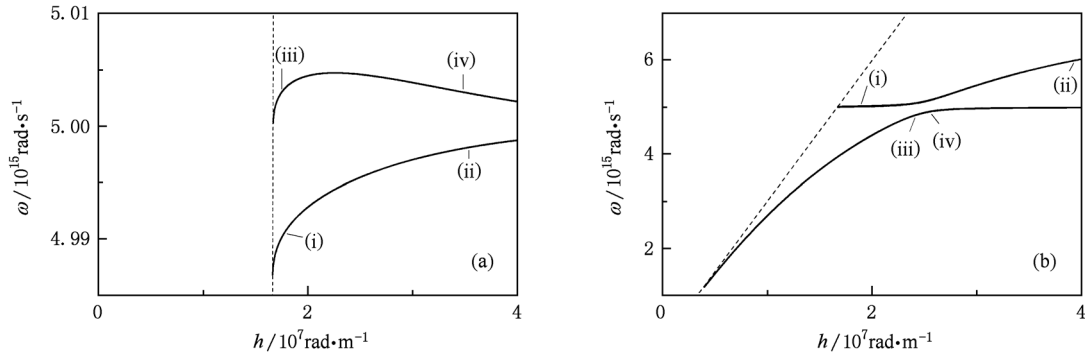 5.01
5.00
4.99
ω/10¹⁵rad•s⁻¹
(iii)
(iv)
(ii)
(i)
(a)
0
2
4
h/10⁷rad•m⁻¹
6
4
2
ω/10¹⁵rad•s⁻¹
(i)
(ii)
(iii)
(iv)
(b)
0
2
4
h/10⁷rad•m⁻¹